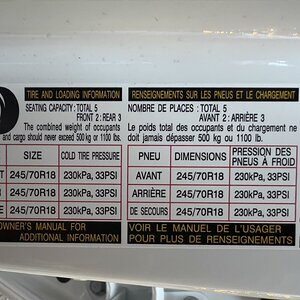 TIRE AND LOADING INFORMATION
SEATING CAPACITY: TOTAL 5
FRONT 2: REAR 3
The combined weight of occupants
and cargo should never exceed 500 kg or 1100 lbs.
SIZE COLD TIRE PRESSURE
245/70R18 230kPa, 33PSI
245/70R18 230kPa, 33PSI
245/70R18 230kPa, 33PSI
OWNER'S MANUAL FOR
ADDITIONAL INFORMATION
RENSEIGNEMENTS SUR LES PNEUS ET LE CHARGEMENT
NOMBRE DE PLACES : TOTAL 5
AVANT 2: ARRIÈRE 3
Le poids total des occupants et du chargement ne
doit jamais dépasser 500 kg ou 1100 lb.
PNEU DIMENSIONS PRESSION DES
PNEUS À FROID
AVANT 245/70R18 230kPa, 33PSI
ARRIÈRE 245/70R18 230kPa, 33PSI
DE SECOURS 245/70R18 230kPa, 33PSI
VOIR LE MANUEL DE L'USAGER
POUR PLUS DE RENSEIGNEMENTS